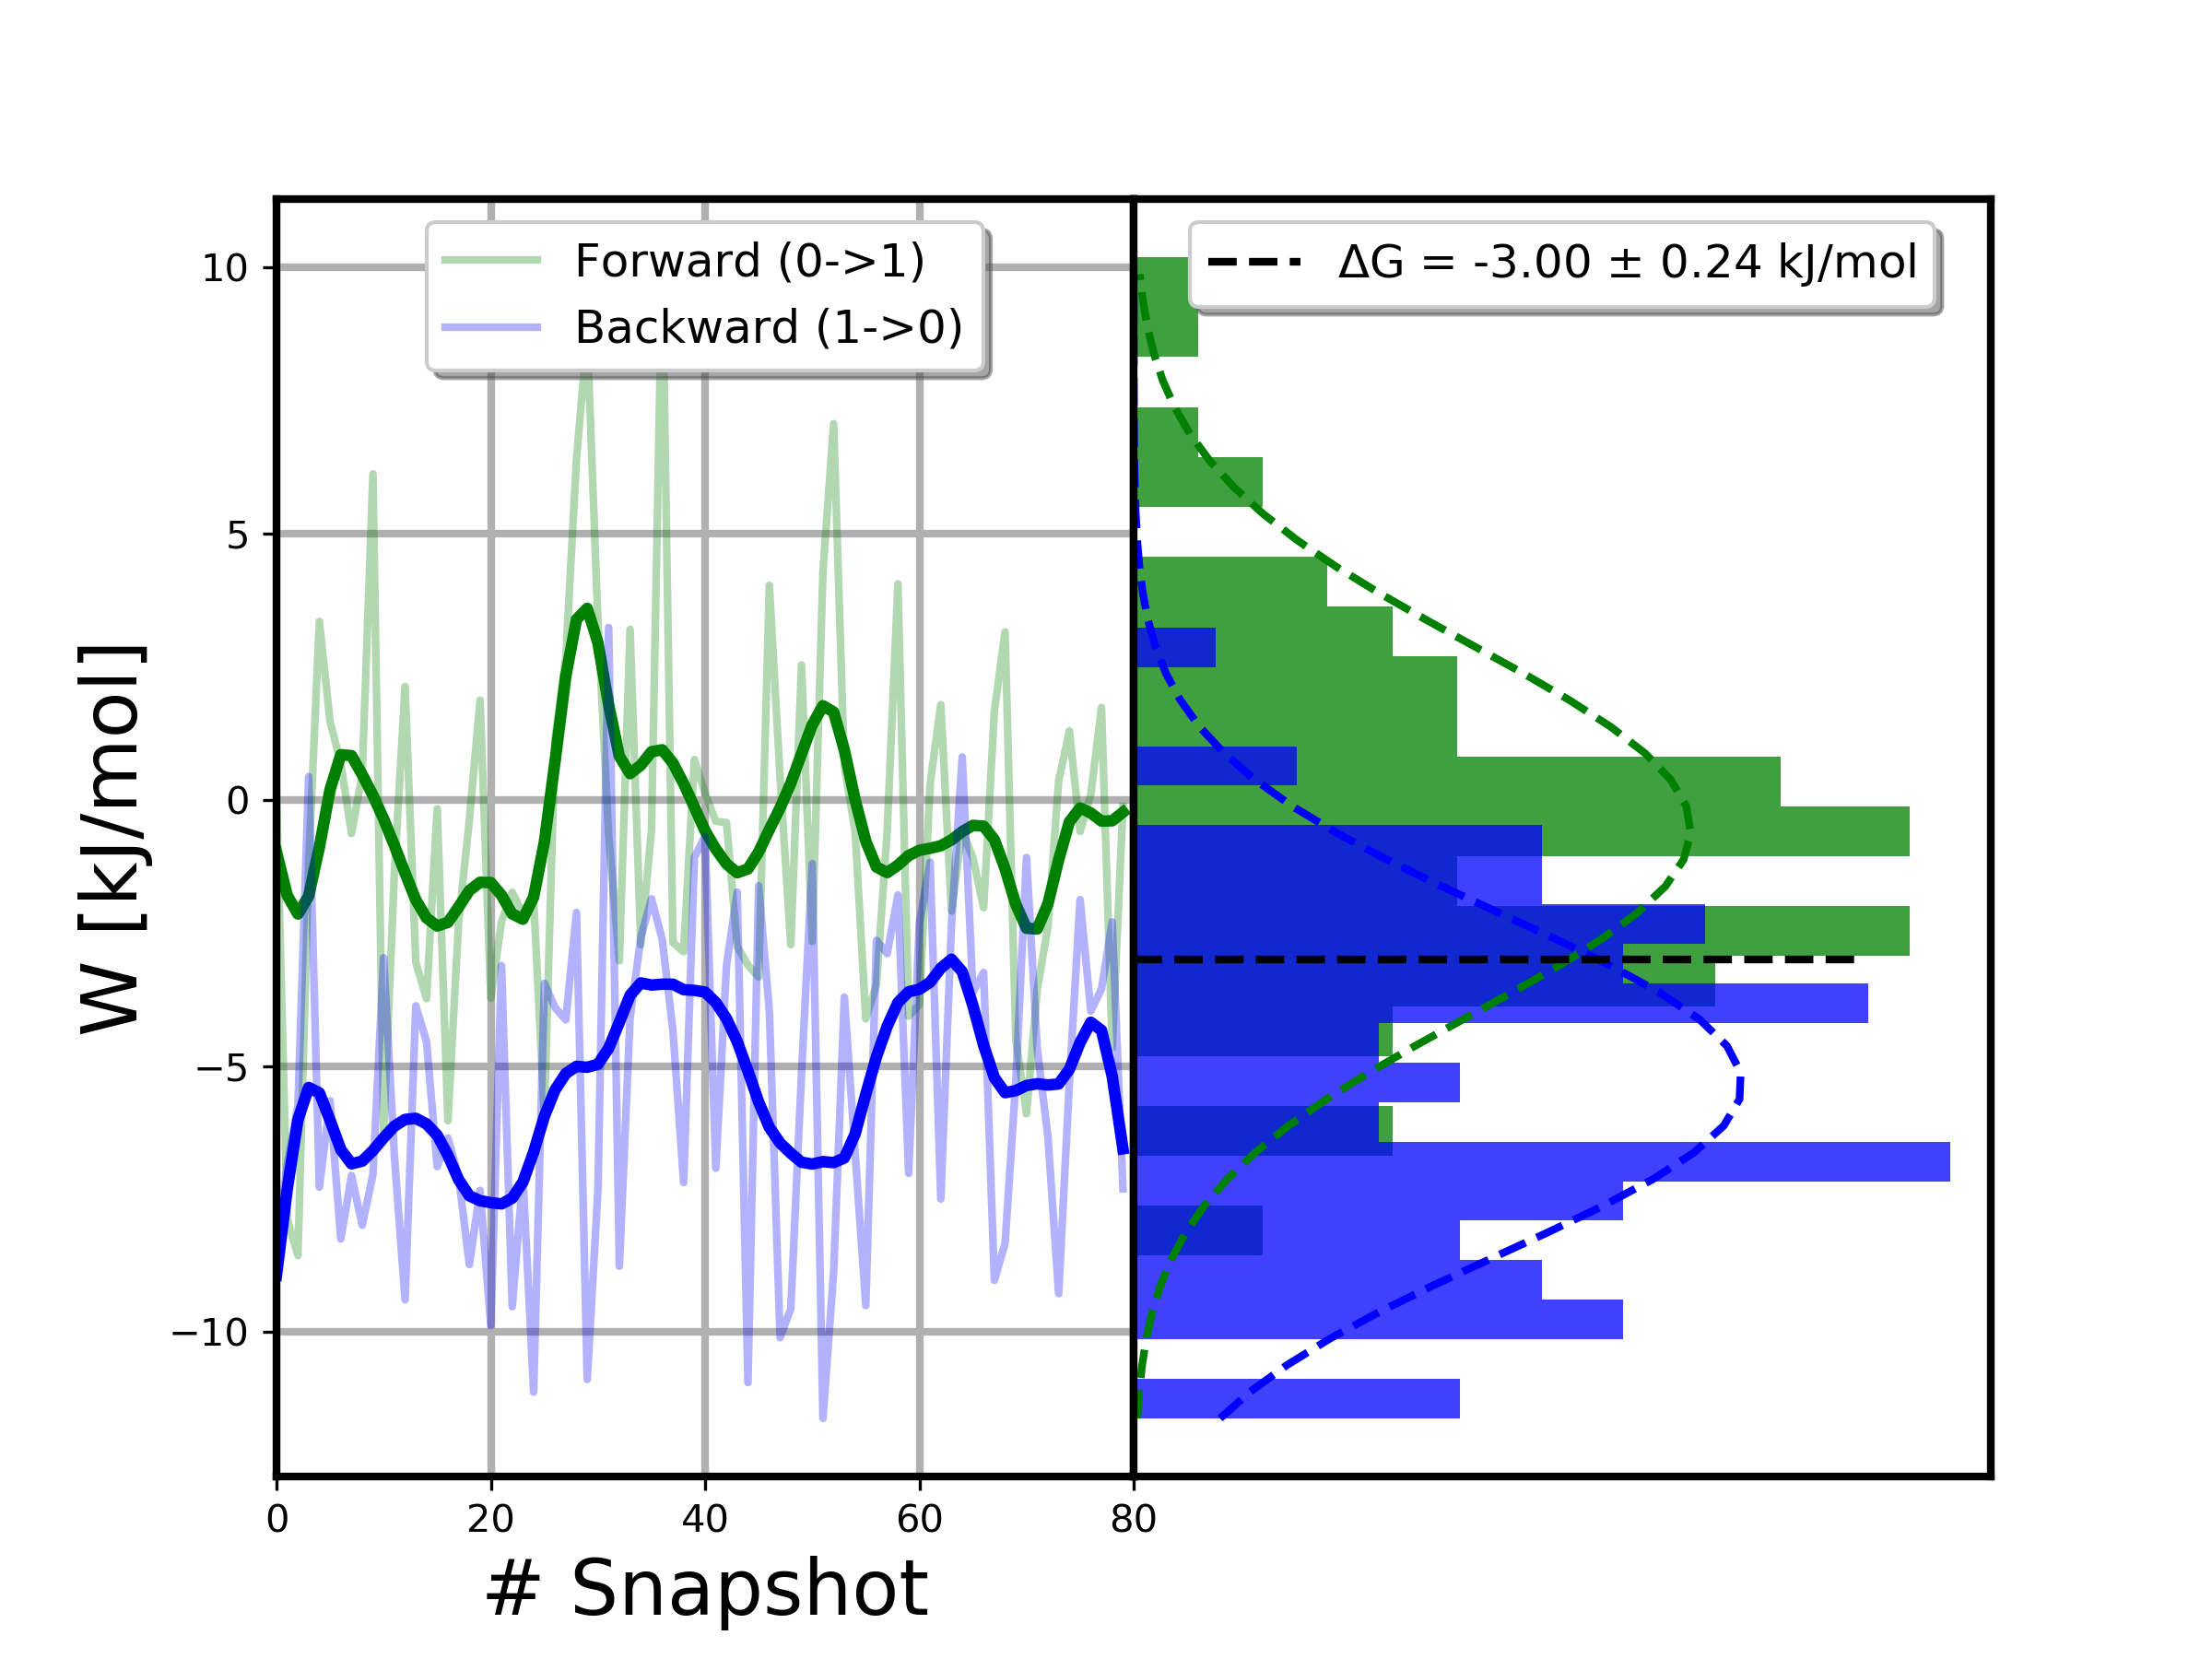 Forward (0->1)
Backward (1->0)
ΔG = -3.00 ± 0.24 kJ/mol
W [kJ/mol]
10
5
0
−5
−10
0 20 40 60 80
# Snapshot